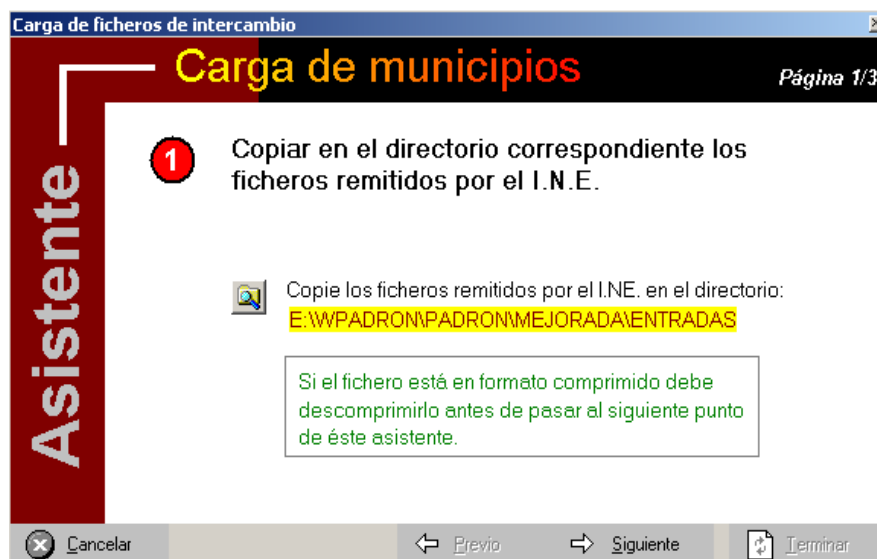 Carga de ficheros de intercambio
Carga de municipios
Página 1/3
Asistente
1
Copiar en el directorio correspondiente los
ficheros remitidos por el I.N.E.
Copie los ficheros remitidos por el I.NE. en el directorio:
E:\WPADRON\PADRON\MEJORADA\ENTRADAS
Si el fichero está en formato comprimido debe
descomprimirlo antes de pasar al siguiente punto
de éste asistente.
Cancelar
Previo
Siguiente
Terminar